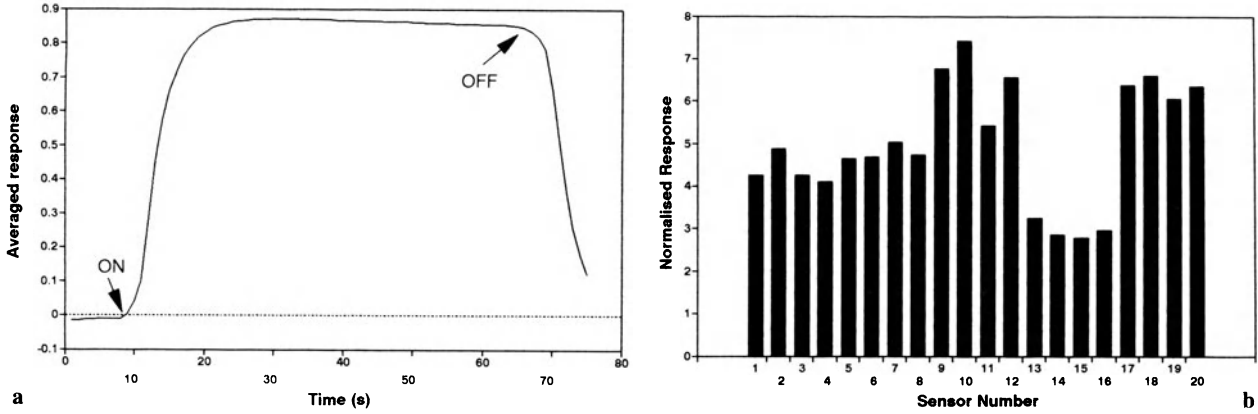 0.9
0.8
0.7
0.6
0.5
0.4
0.3
0.2
0.1
0
-0.1
ON
OFF
0 20 30 40 50 60 80
10 70
Time (s)
Averaged response
a
8
7
6
5
4
3
2
1
0
1 3 5 7 9 11 13 15 17 19
2 4 6 8 10 12 14 16 18 20
Sensor Number
Normalised Response
b